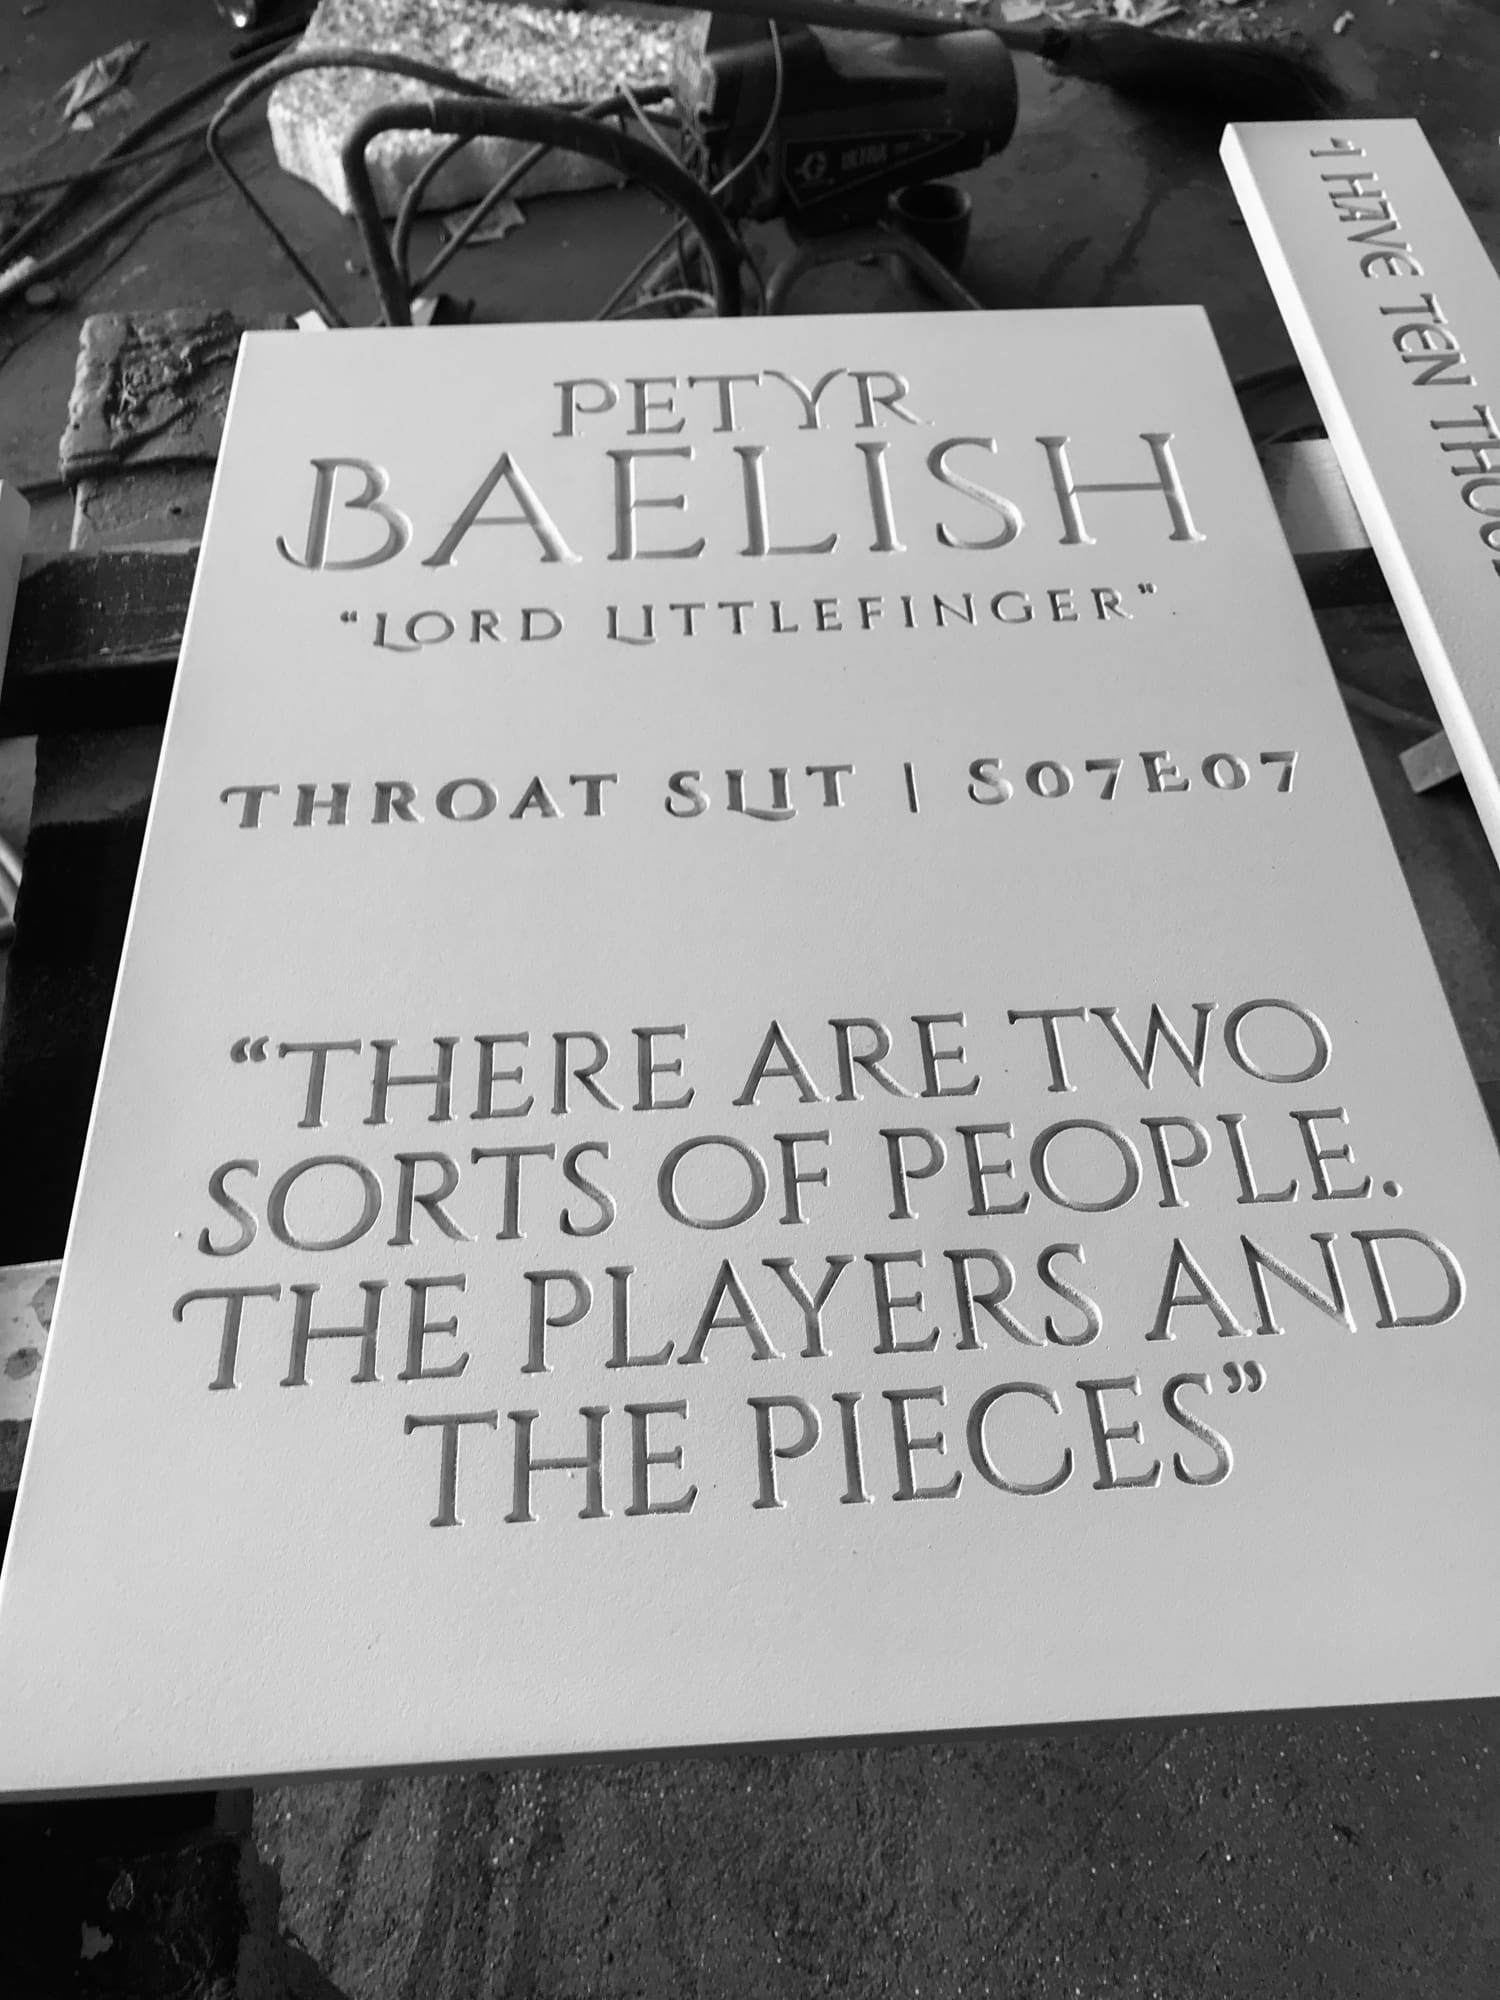 PETYR
BAELISH
“LORD LITTLEFINGER”
THROAT SLIT | S07E07
“THERE ARE TWO
SORTS OF PEOPLE.
THE PLAYERS AND
THE PIECES”
“I HAVE TEN
G ULTRA